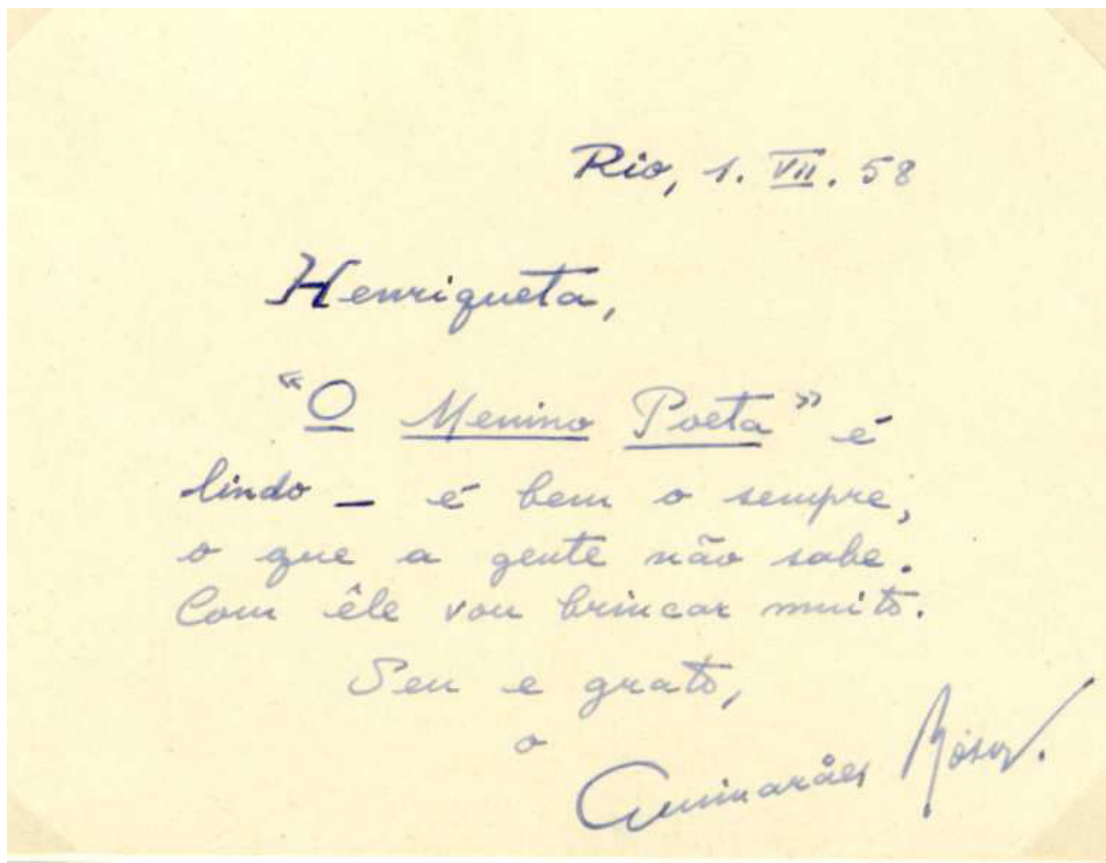 Rio, 1. VII. 58
Henriqueta,
"O Menino Poeta" é
lindo – é bem o sempre,
o que a gente não sabe.
Com êle vou brincar muito.
Seu e grato,
o
Guimarães Rosa.